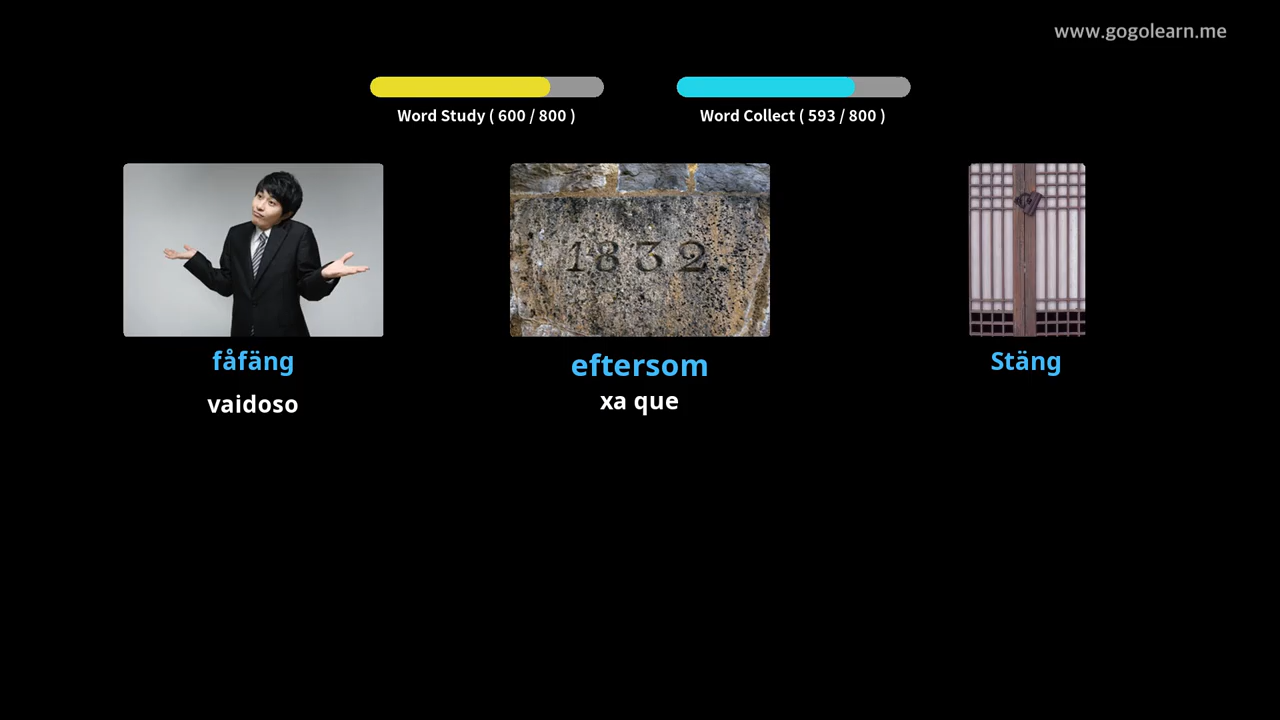 www.gogolearn.me
Word Study ( 600 / 800 )
Word Collect ( 593 / 800 )
1832.
fåfäng
eftersom
Stäng
vaidoso
xa que